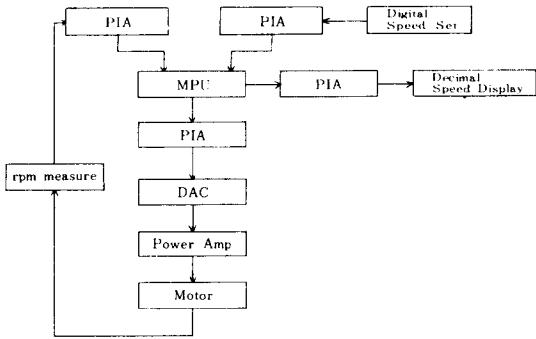 PIA
PIA
Digital
Speed Set
MPU
PIA
Decimal
Speed Display
PIA
rpm measure
DAC
Power Amp
Motor